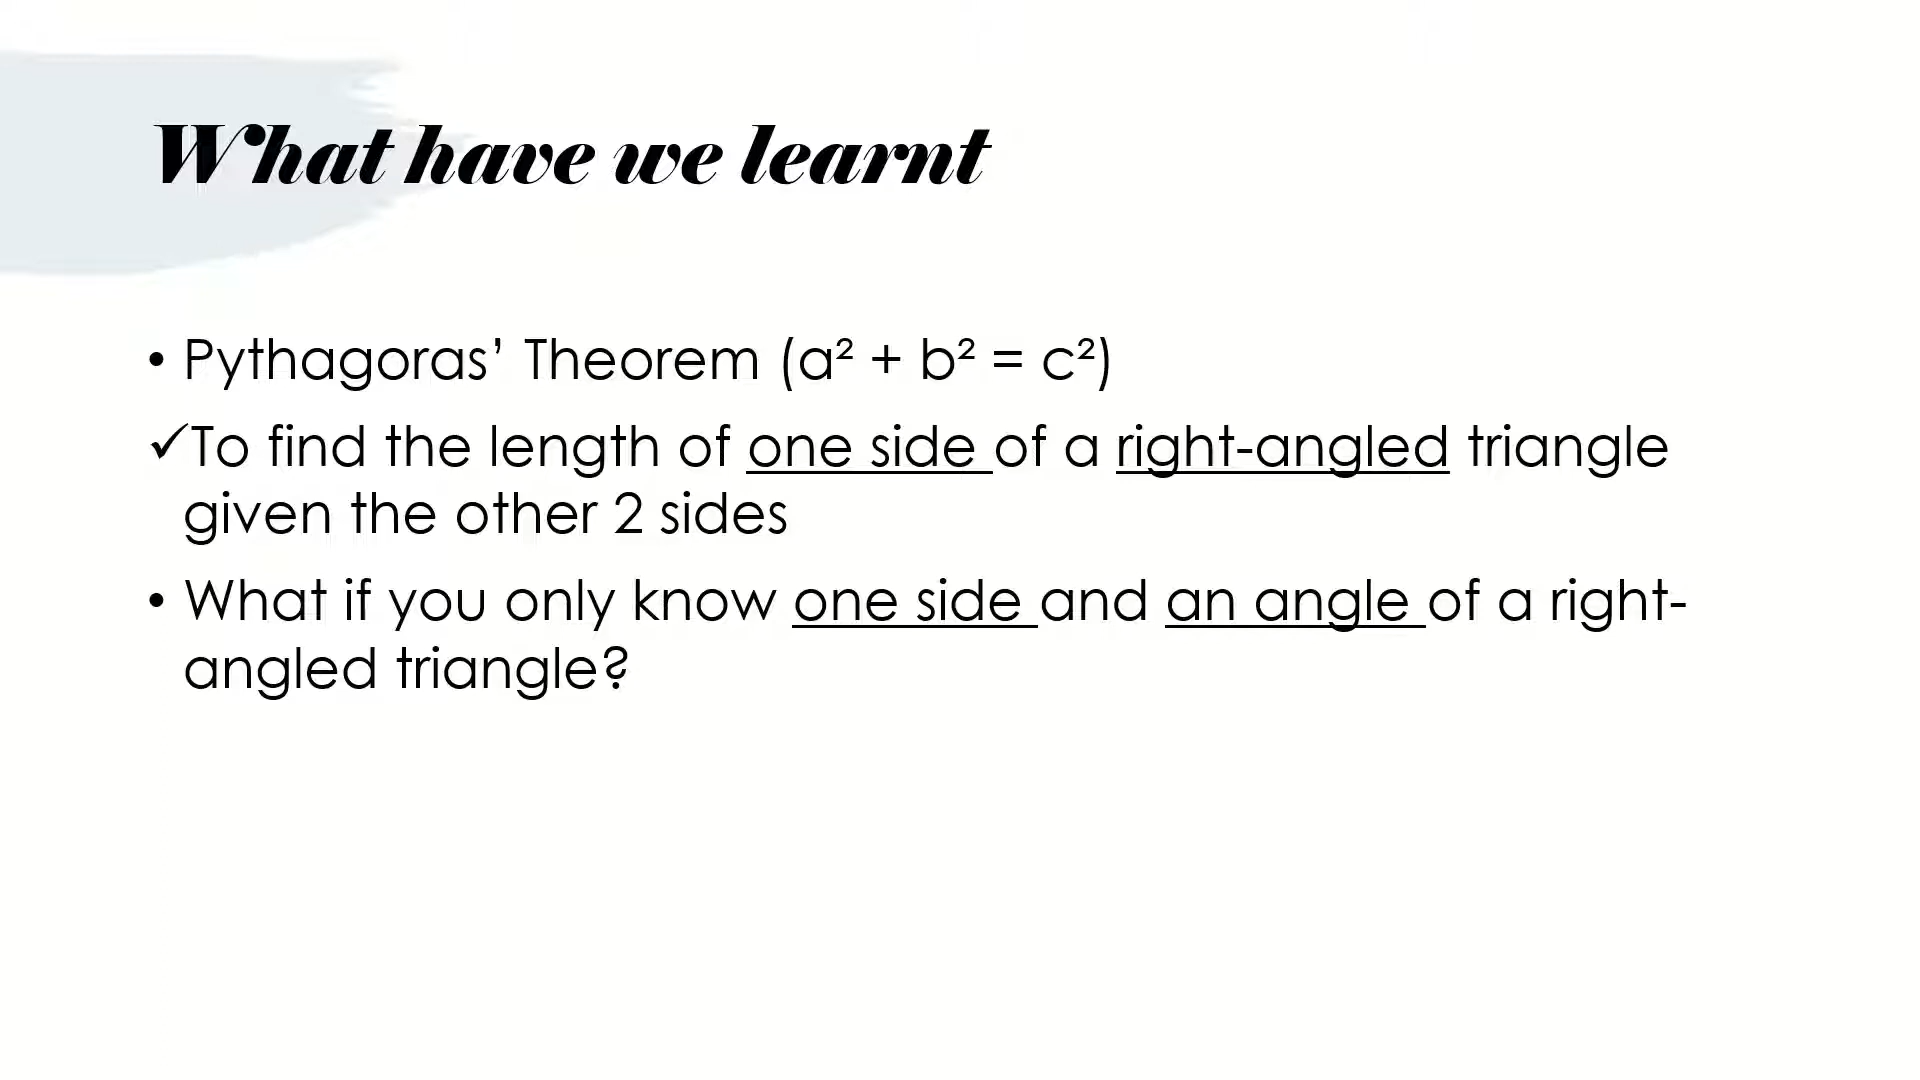 What have we learnt
• Pythagoras’ Theorem (a² + b² = c²)
✓To find the length of one side of a right-angled triangle
given the other 2 sides
• What if you only know one side and an angle of a right-
angled triangle?